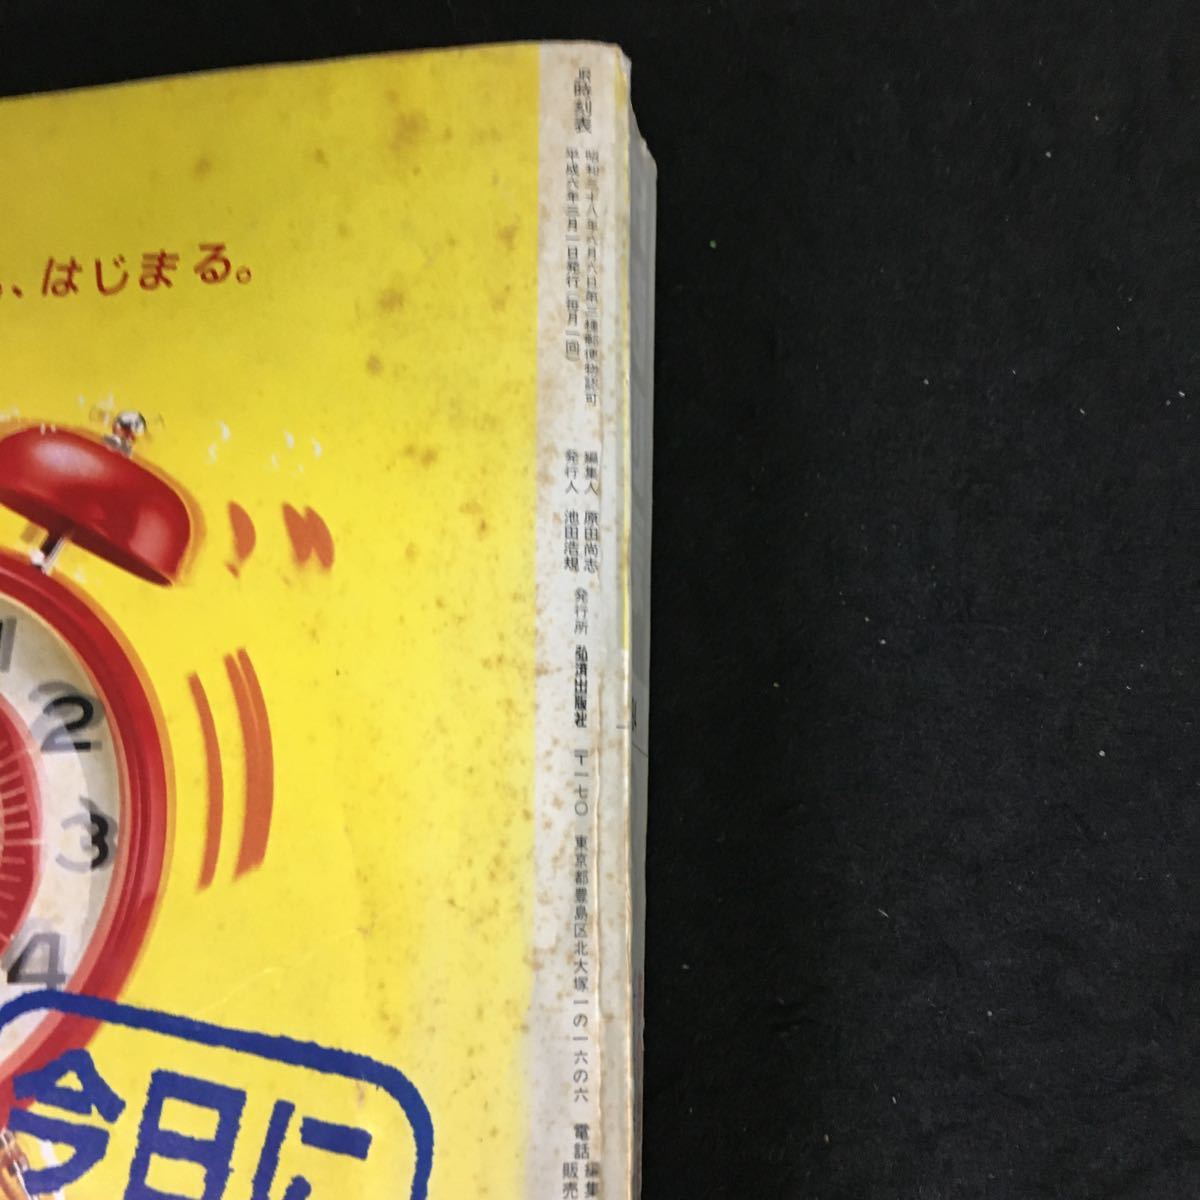 JR時刻表
昭和三十八年六月六日第三種郵便物認可
平成六年三月一日発行(毎月一回)
編集人 原田尚志
発行人 池田浩規
発行所 弘済出版社 〒一七〇 東京都豊島区北大塚一の一六の六 電話
編集
販売
、はじまる。
1
2
3
4
今日に